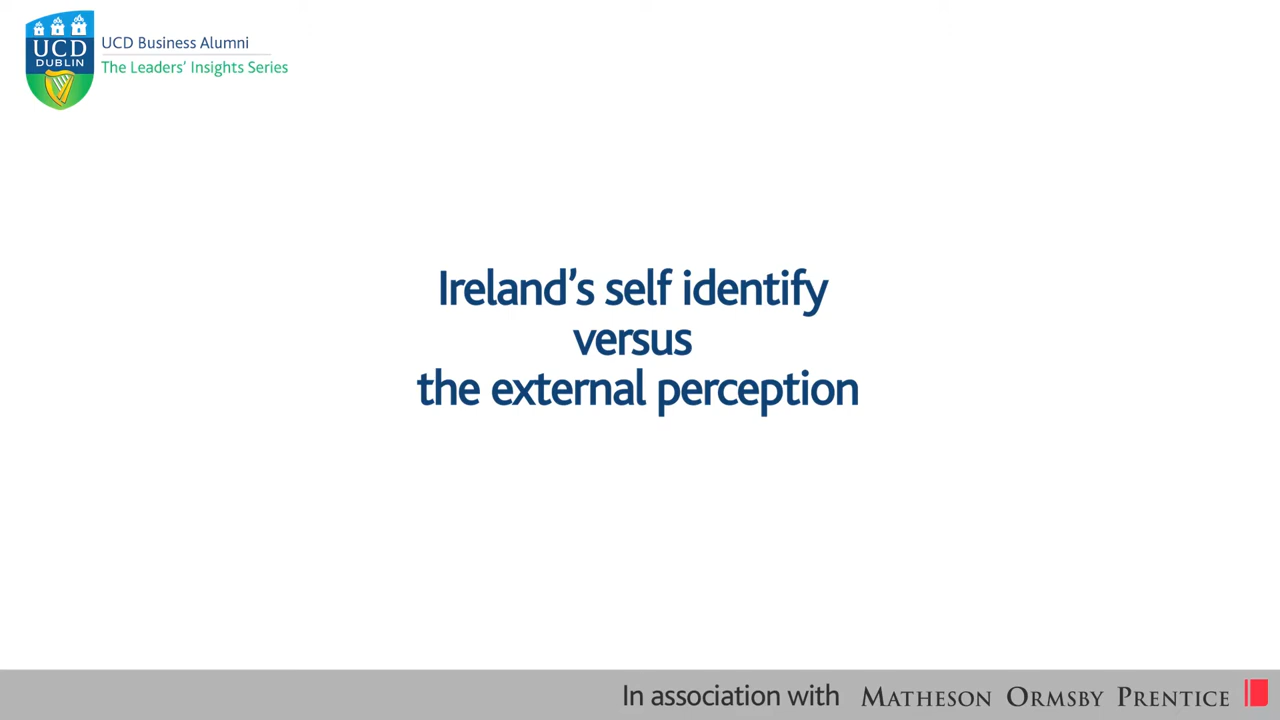 UCD
DUBLIN
UCD Business Alumni
The Leaders' Insights Series
Ireland's self identify
versus
the external perception
In association with MATHESON ORMSBY PRENTICE